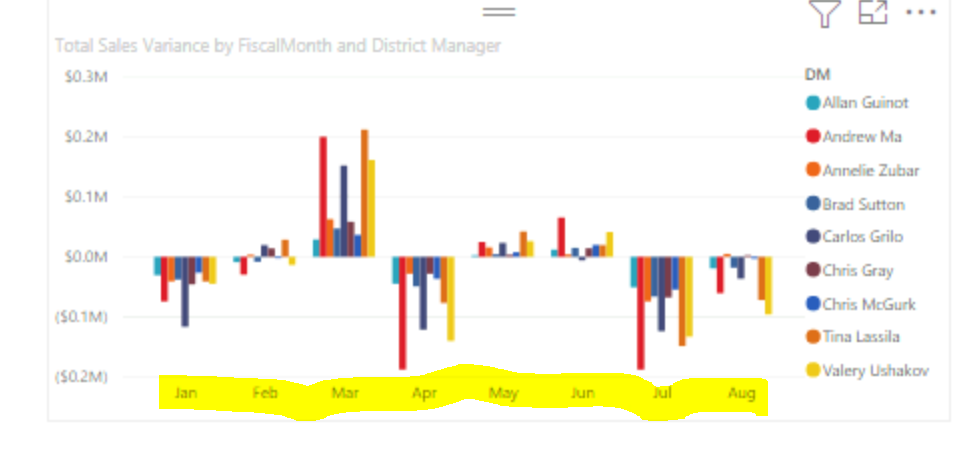 Total Sales Variance by FiscalMonth and District Manager
$0.3M
$0.2M
$0.1M
$0.0M
($0.1M)
($0.2M)
Jan Feb Mar Apr May Jun Jul Aug
DM
Allan Guinot
Andrew Ma
Annelie Zubar
Brad Sutton
Carlos Grilo
Chris Gray
Chris McGurk
Tina Lassila
Valery Ushakov